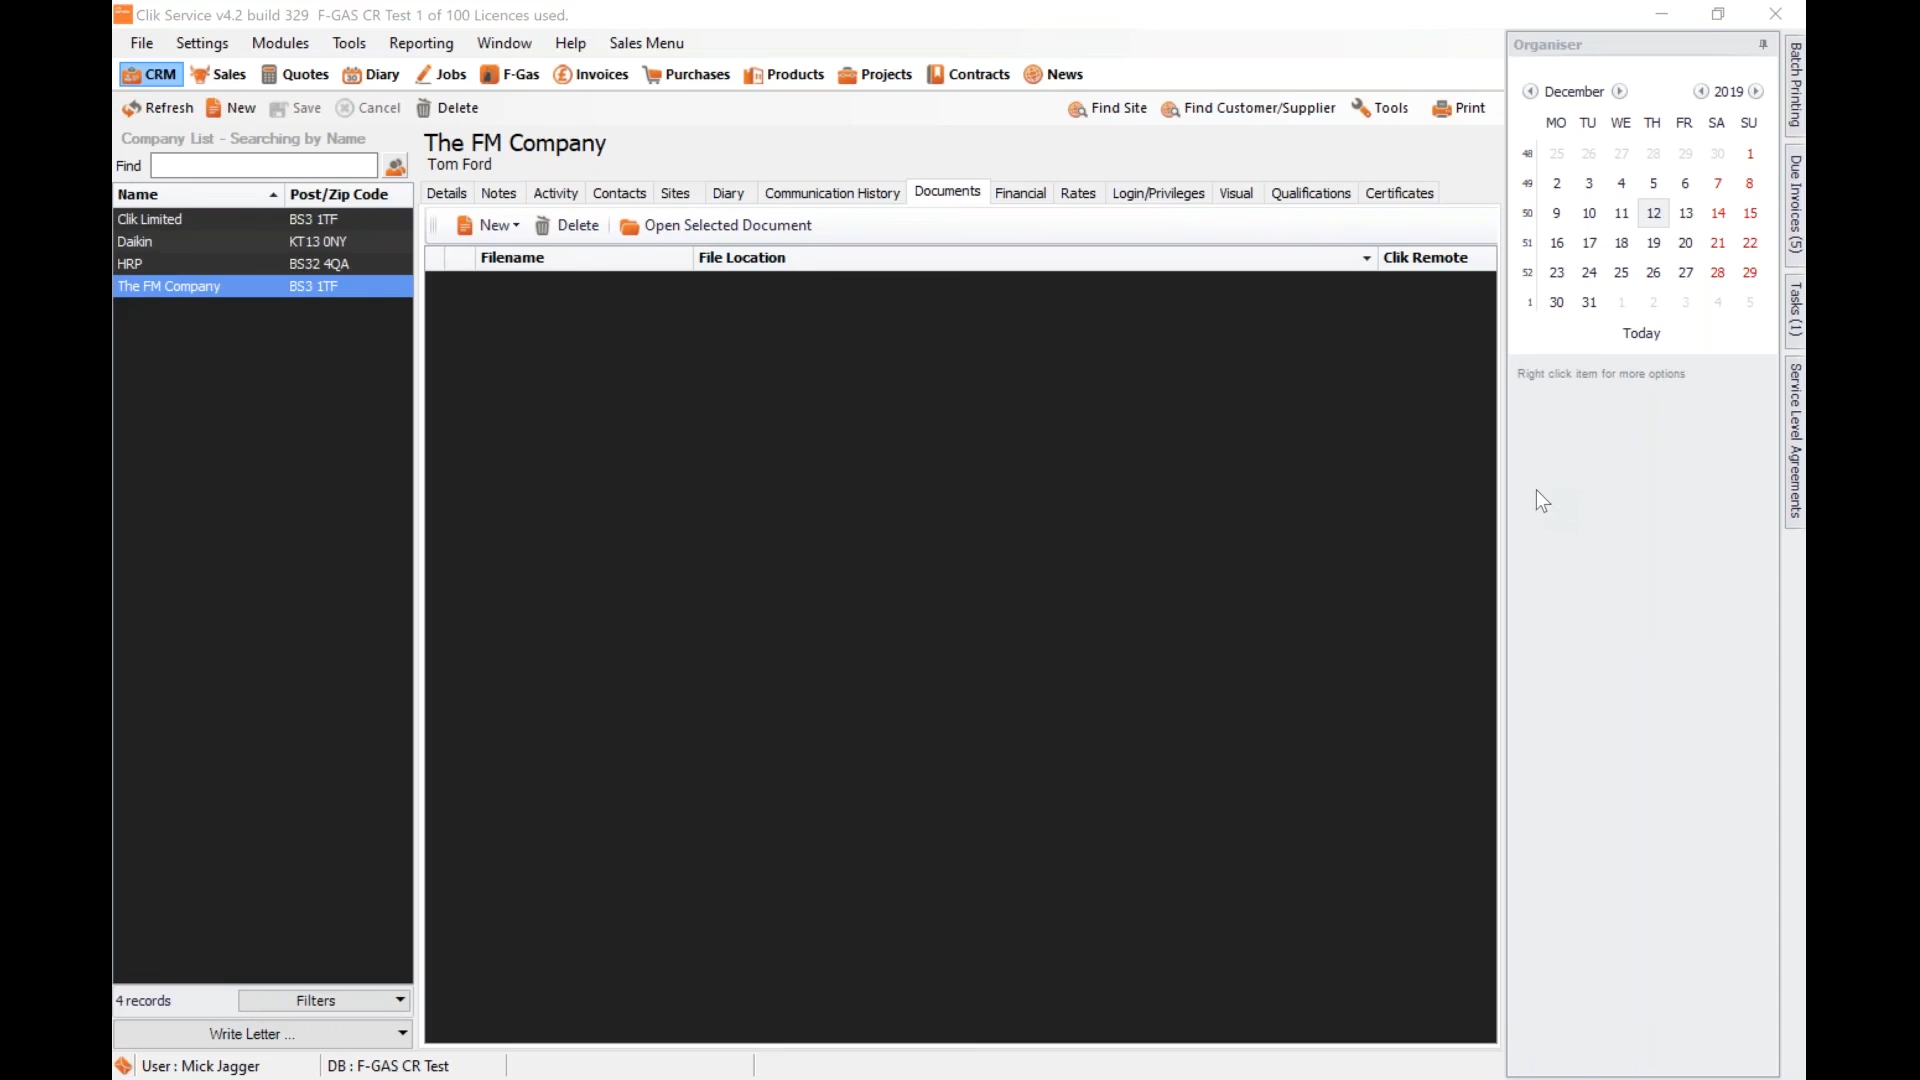 Clik Service v4.2 build 329  F-GAS CR Test 1 of 100 Licences used.
File Settings Modules Tools Reporting Window Help Sales Menu
CRM Sales Quotes Diary Jobs F-Gas Invoices Purchases Products Projects Contracts News
Refresh New Save Cancel Delete Find Site Find Customer/Supplier Tools Print
Company List - Searching by Name
Find
Name Post/Zip Code
Clik Limited BS3 1TF
Daikin KT13 0NY
HRP BS32 4QA
The FM Company BS3 1TF
4 records Filters
Write Letter ...
The FM Company
Tom Ford
Details Notes Activity Contacts Sites Diary Communication History Documents Financial Rates Login/Privileges Visual Qualifications Certificates
New Delete Open Selected Document
Filename File Location Clik Remote
Organiser
December 2019
MO TU WE TH FR SA SU
48 25 26 27 28 29 30 1
49 2 3 4 5 6 7 8
50 9 10 11 12 13 14 15
51 16 17 18 19 20 21 22
52 23 24 25 26 27 28 29
1 30 31 1 2 3 4 5
Today
Right click item for more options
Batch Printing
Due Invoices (5)
Tasks (1)
Service Level Agreements
User : Mick Jagger DB : F-GAS CR Test